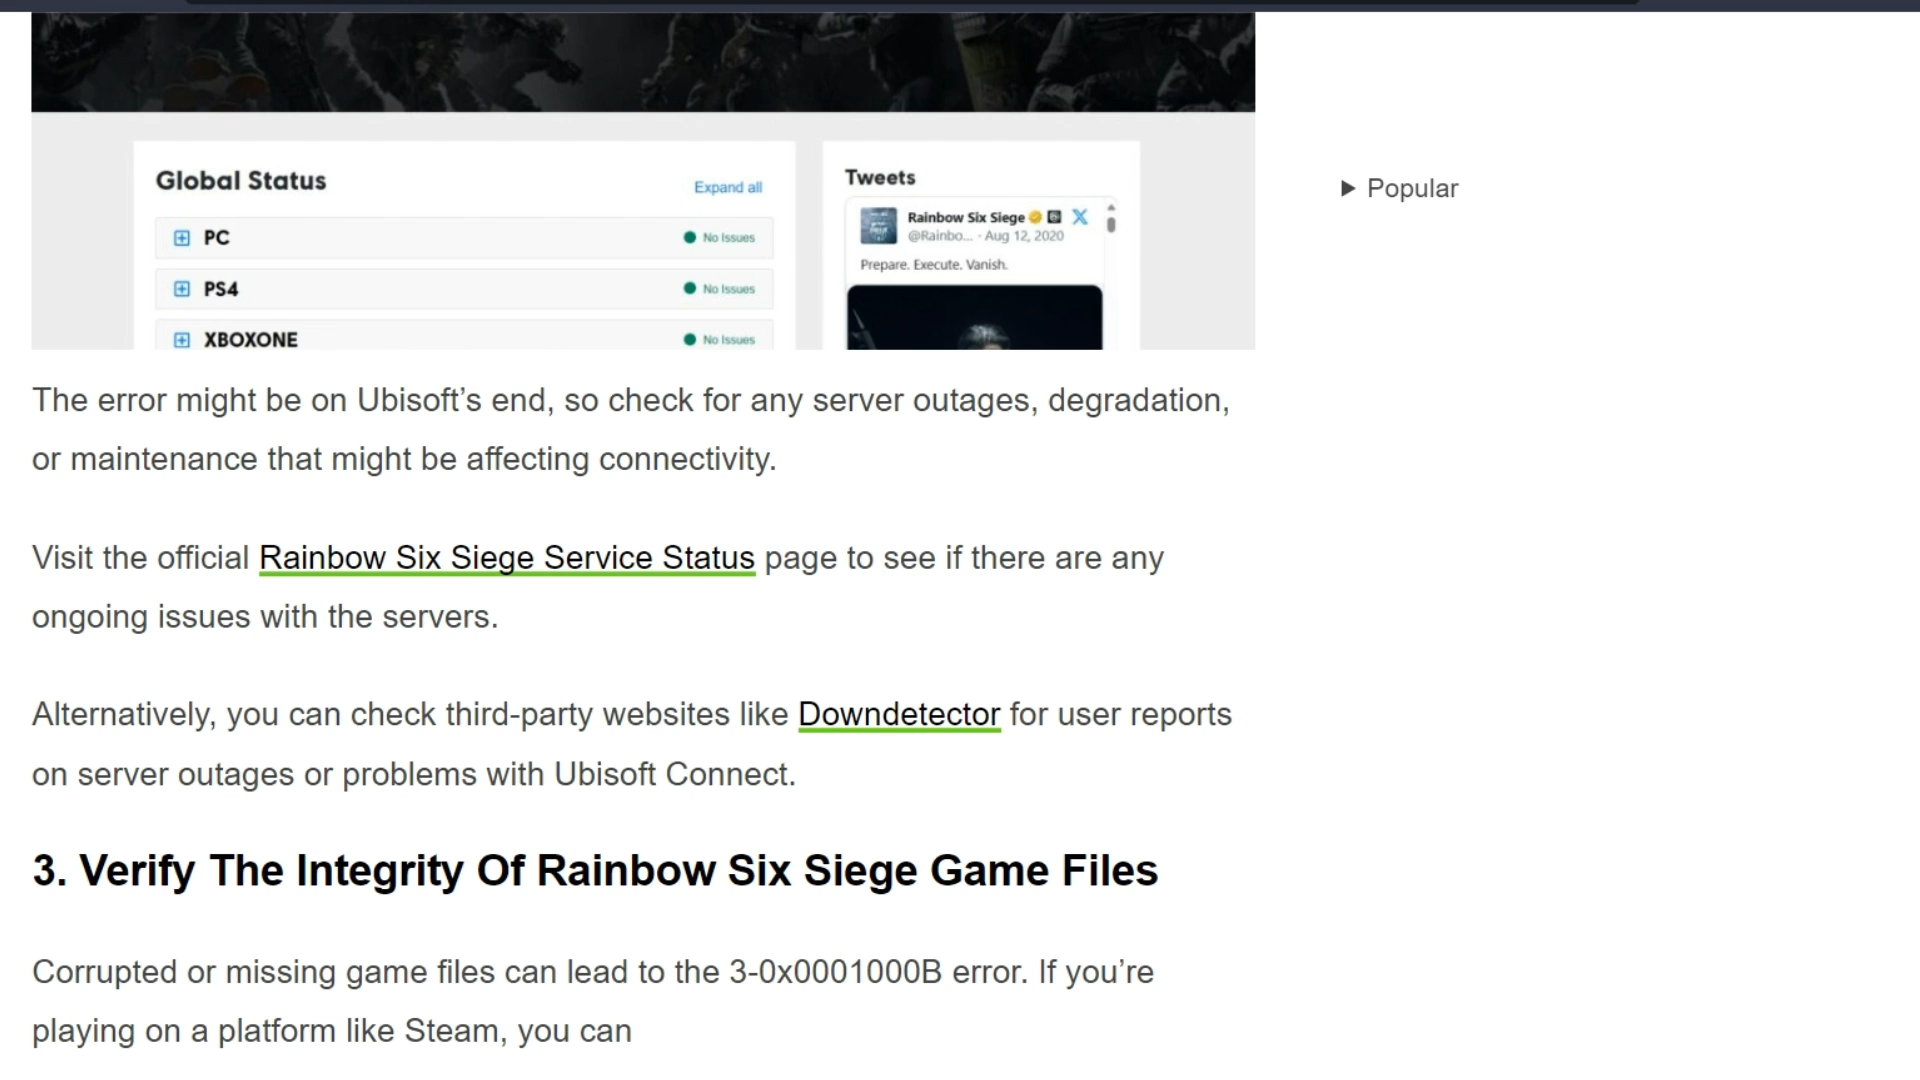 Global Status
Expand all
PC
No Issues
PS4
No Issues
XBOXONE
No Issues
Tweets
Rainbow Six Siege
@Rainbo... · Aug 12, 2020
Prepare. Execute. Vanish.
Popular
The error might be on Ubisoft’s end, so check for any server outages, degradation,
or maintenance that might be affecting connectivity.
Visit the official Rainbow Six Siege Service Status page to see if there are any
ongoing issues with the servers.
Alternatively, you can check third-party websites like Downdetector for user reports
on server outages or problems with Ubisoft Connect.
3. Verify The Integrity Of Rainbow Six Siege Game Files
Corrupted or missing game files can lead to the 3-0x0001000B error. If you’re
playing on a platform like Steam, you can